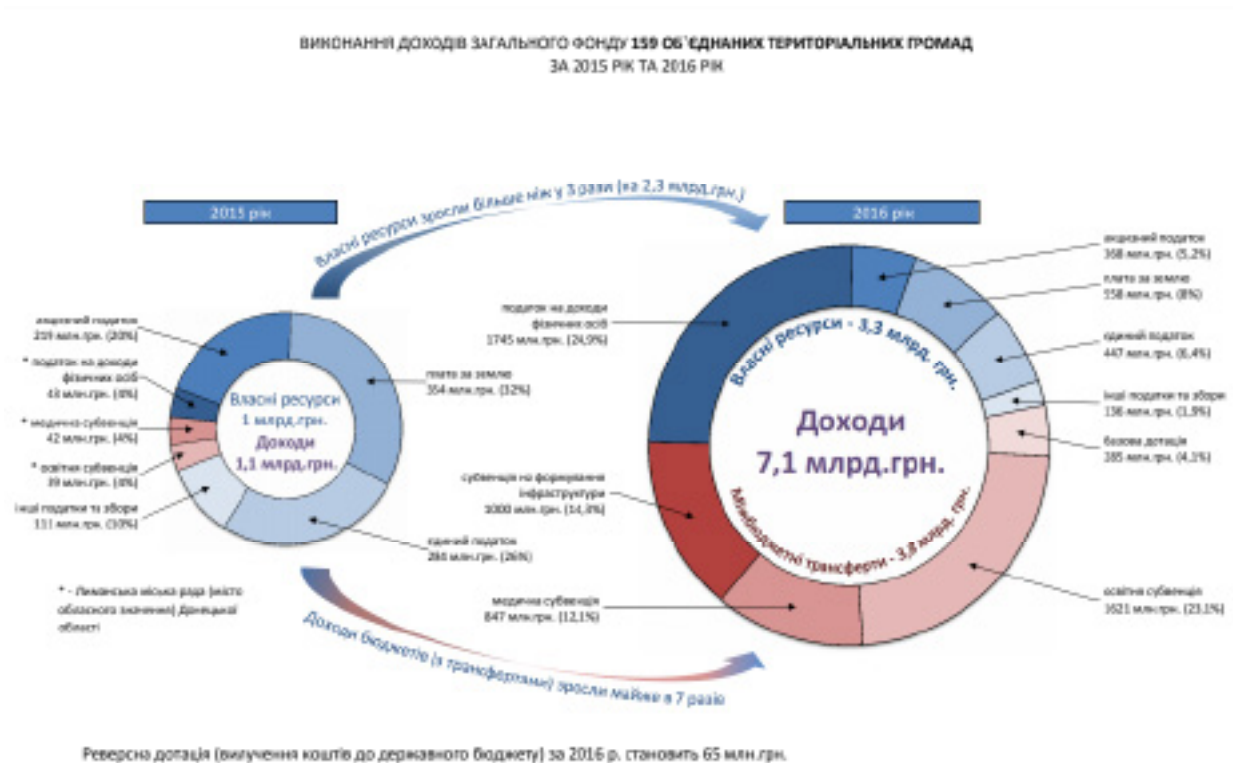 ВИКОНАННЯ ДОХОДІВ ЗАГАЛЬНОГО ФОНДУ 159 ОБ`ЄДНАНИХ ТЕРИТОРІАЛЬНИХ ГРОМАД
ЗА 2015 РІК ТА 2016 РІК
Власні ресурси зросли більше ніж у 3 рази (на 2,3 млрд.грн.)
2015 рік
акцизний податок
219 млн.грн. (20%)
* податок на доходи
фізичних осіб
43 млн.грн. (4%)
* медична субвенція
42 млн.грн. (4%)
* освітня субвенція
39 млн.грн. (4%)
інші податки та збори
111 млн.грн. (10%)
плата за землю
354 млн.грн. (32%)
єдиний податок
284 млн.грн. (26%)
Власні ресурси
1 млрд.грн.
Доходи
1,1 млрд.грн.
* - Лиманська міська рада (місто
обласного значення) Донецької
області
2016 рік
акцизний податок
368 млн.грн. (5,2%)
плата за землю
558 млн.грн. (8%)
єдиний податок
447 млн.грн. (6,4%)
інші податки та збори
136 млн.грн. (1,9%)
базова дотація
285 млн.грн. (4,1%)
освітня субвенція
1621 млн.грн. (23,1%)
податок на доходи
фізичних осіб
1745 млн.грн. (24,9%)
субвенція на формування
інфраструктури
1000 млн.грн. (14,3%)
медична субвенція
847 млн.грн. (12,1%)
Власні ресурси - 3,3 млрд. грн.
Доходи
7,1 млрд.грн.
Міжбюджетні трансферти - 3,8 млрд. грн.
Доходи бюджетів (з трансфертами) зросли майже в 7 разів
Реверсна дотація (вилучення коштів до державного бюджету) за 2016 р. становить 65 млн.грн.